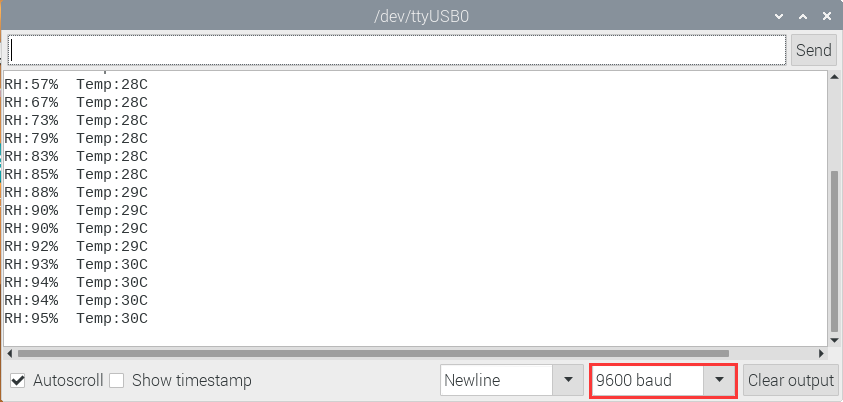 /dev/ttyUSB0
Send
RH:57%  Temp:28C
RH:67%  Temp:28C
RH:73%  Temp:28C
RH:79%  Temp:28C
RH:83%  Temp:28C
RH:85%  Temp:28C
RH:88%  Temp:29C
RH:90%  Temp:29C
RH:90%  Temp:29C
RH:92%  Temp:29C
RH:93%  Temp:30C
RH:94%  Temp:30C
RH:94%  Temp:30C
RH:95%  Temp:30C
Autoscroll  Show timestamp  Newline  9600 baud  Clear output